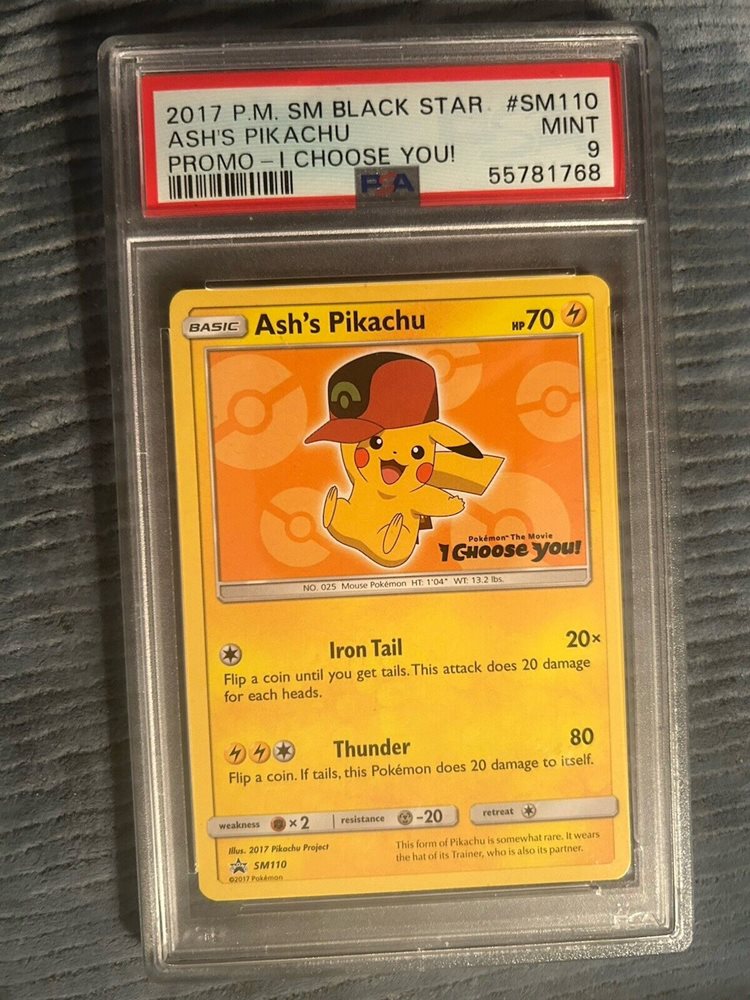 2017 P.M. SM BLACK STAR #SM110
ASH'S PIKACHU MINT
PROMO - I CHOOSE YOU! 9
PSA 55781768
BASIC Ash's Pikachu HP 70
Pokémon The Movie
I CHOOSE YOU!
NO. 025 Mouse Pokémon HT: 1'04" WT: 13.2 lbs.
Iron Tail 20×
Flip a coin until you get tails. This attack does 20 damage
for each heads.
Thunder 80
Flip a coin. If tails, this Pokémon does 20 damage to itself.
weakness × 2 resistance -20 retreat
Illus. 2017 Pikachu Project
SM110
©2017 Pokémon
This form of Pikachu is somewhat rare. It wears
the hat of its Trainer, who is also its partner.
PSA